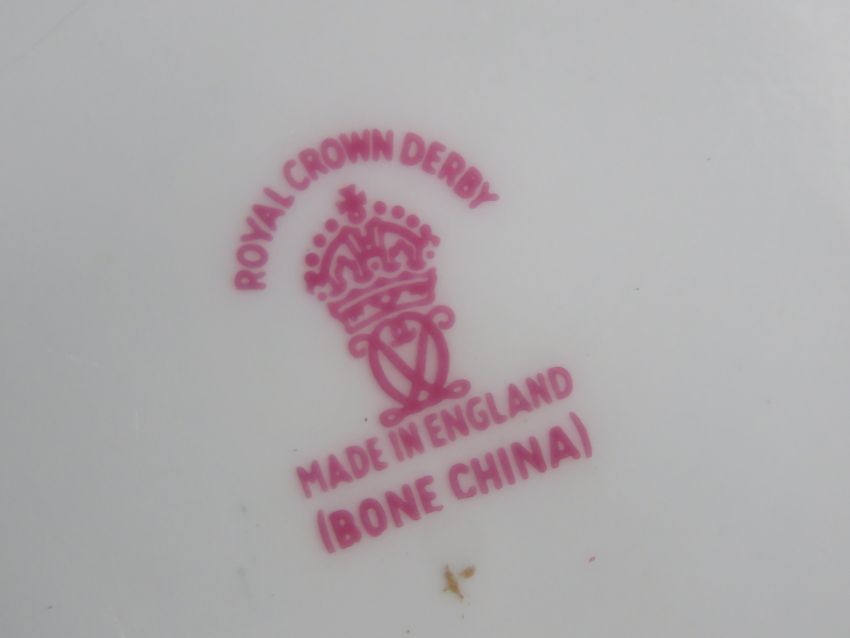 ROYAL CROWN DERBY
MADE IN ENGLAND
(BONE CHINA)